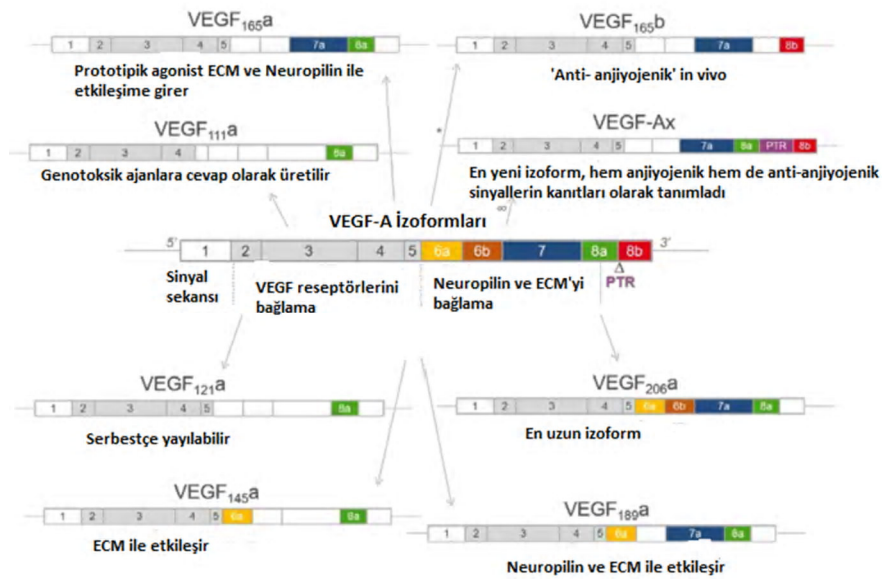 VEGF165a
1 2 3 4 5 7a 8a
Prototipik agonist ECM ve Neuropilin ile
etkileşime girer
VEGF165b
1 2 3 4 5 7a 8b
'Anti- anjiyojenik' in vivo
VEGF111a
1 2 3 4 8a
Genotoksik ajanlara cevap olarak üretilir
*
VEGF-Ax
1 2 3 4 5 7a 8a PTR 8b
En yeni izoform, hem anjiyojenik hem de anti-anjiyojenik
sinyallerin kanıtları olarak tanımladı
∞
VEGF-A İzoformları
5' 1 2 3 4 5 6a 6b 7 8a 8b 3'
Sinyal
sekansı
VEGF reseptörlerini
bağlama
Neuropilin ve ECM'yi
bağlama
Δ
PTR
VEGF121a
1 2 3 4 5 8a
Serbestçe yayılabilir
VEGF206a
1 2 3 4 5 6a 6b 7a 8a
En uzun izoform
VEGF145a
1 2 3 4 5 6a 8a
ECM ile etkileşir
VEGF189a
1 2 3 4 5 6a 7a 8a
Neuropilin ve ECM ile etkileşir